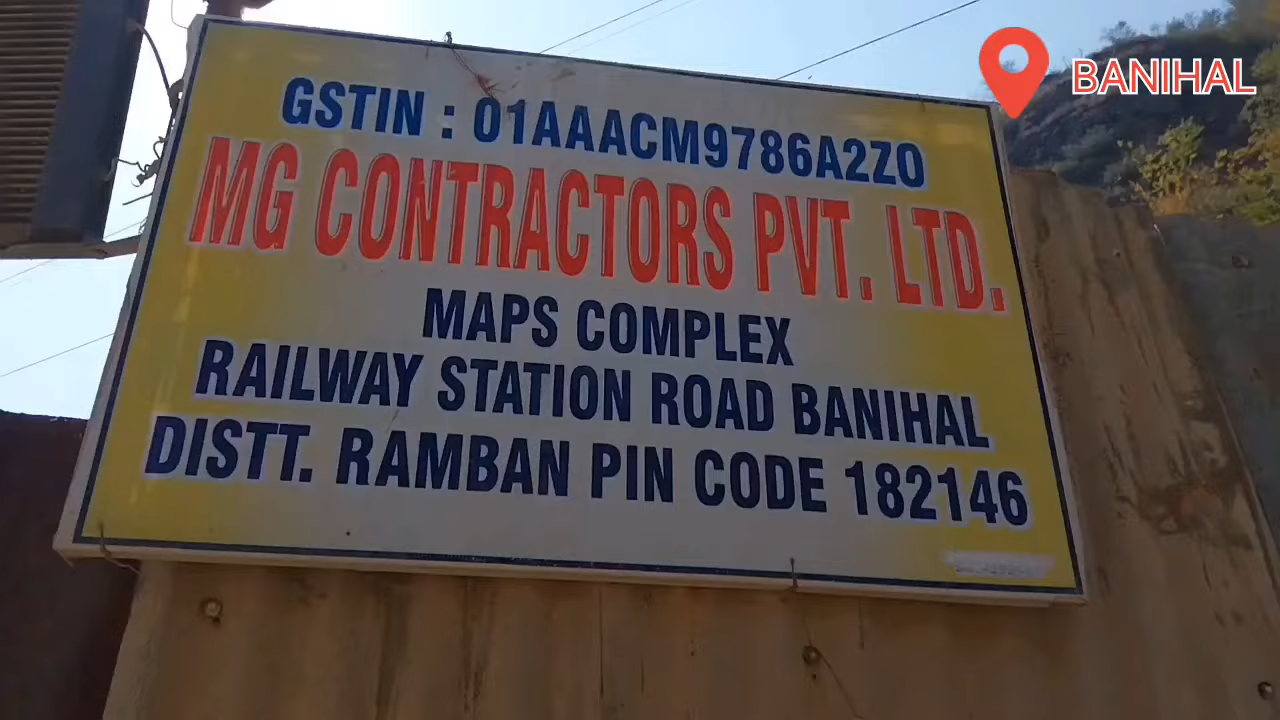 BANIHAL
GSTIN : 01AAACM9786A2Z0
MG CONTRACTORS PVT. LTD.
MAPS COMPLEX
RAILWAY STATION ROAD BANIHAL
DISTT. RAMBAN PIN CODE 182146